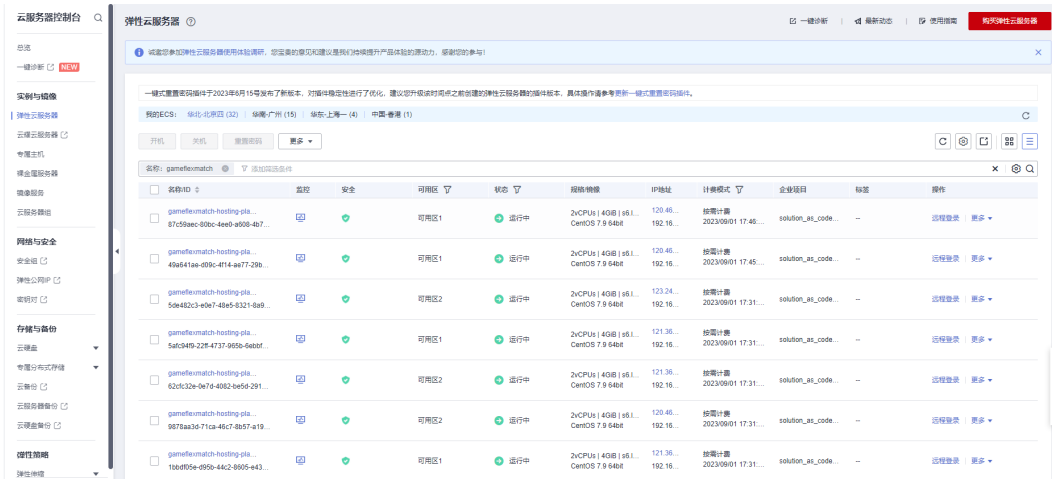 云服务器控制台
总览
一键诊断 NEW
实例与镜像
弹性云服务器
云耀云服务器
专属主机
裸金属服务器
镜像服务
云服务器组
网络与安全
安全组
弹性公网IP
密钥对
存储与备份
云硬盘
专属分布式存储
云备份
云服务器备份
云硬盘备份
弹性策略
弹性伸缩
弹性云服务器
一键诊断 最新动态 使用指南 购买弹性云服务器
诚邀您参加弹性云服务器使用体验调研，您宝贵的意见和建议是我们持续提升产品体验的源动力，感谢您的参与！
一键式重置密码插件于2023年6月15号发布了新版本，对插件稳定性进行了优化，建议您升级该时间点之前创建的弹性云服务器的插件版本，具体操作请参考更新一键式重置密码插件。
我的ECS： 华北-北京四 (32) 华南-广州 (15) 华东-上海一 (4) 中国-香港 (1)
开机 关机 重置密码 更多
名称: gameflexmatch 添加筛选条件
名称/ID 监控 安全 可用区 状态 规格/镜像 IP地址 计费模式 企业项目 标签 操作
gameflexmatch-hosting-pla... 可用区1 运行中 2vCPUs | 4GiB | s6.l... 120.46... 按需计费 solution_as_code... -- 远程登录 更多
87c59aec-80bc-4ee0-a608-4b7... CentOS 7.9 64bit 192.16... 2023/09/01 17:46:...
gameflexmatch-hosting-pla... 可用区1 运行中 2vCPUs | 4GiB | s6.l... 120.46... 按需计费 solution_as_code... -- 远程登录 更多
49a641ae-d09c-4f14-ae77-29b... CentOS 7.9 64bit 192.16... 2023/09/01 17:45:...
gameflexmatch-hosting-pla... 可用区2 运行中 2vCPUs | 4GiB | s6.l... 123.24... 按需计费 solution_as_code... -- 远程登录 更多
5de482c3-e0e7-48e5-8321-8a9... CentOS 7.9 64bit 192.16... 2023/09/01 17:31:...
gameflexmatch-hosting-pla... 可用区2 运行中 2vCPUs | 4GiB | s6.l... 121.36... 按需计费 solution_as_code... -- 远程登录 更多
5afc94f9-22ff-4737-965b-6ebbf... CentOS 7.9 64bit 192.16... 2023/09/01 17:31:...
gameflexmatch-hosting-pla... 可用区2 运行中 2vCPUs | 4GiB | s6.l... 121.36... 按需计费 solution_as_code... -- 远程登录 更多
62cfc32e-0e7d-4082-be5d-291... CentOS 7.9 64bit 192.16... 2023/09/01 17:31:...
gameflexmatch-hosting-pla... 可用区2 运行中 2vCPUs | 4GiB | s6.l... 120.46... 按需计费 solution_as_code... -- 远程登录 更多
9878aa3d-71ca-46c7-8b57-a19... CentOS 7.9 64bit 192.16... 2023/09/01 17:31:...
gameflexmatch-hosting-pla... 可用区1 运行中 2vCPUs | 4GiB | s6.l... 121.36... 按需计费 solution_as_code... -- 远程登录 更多
1bbdf05e-d95b-44c2-8605-e43... CentOS 7.9 64bit 192.16... 2023/09/01 17:31:...